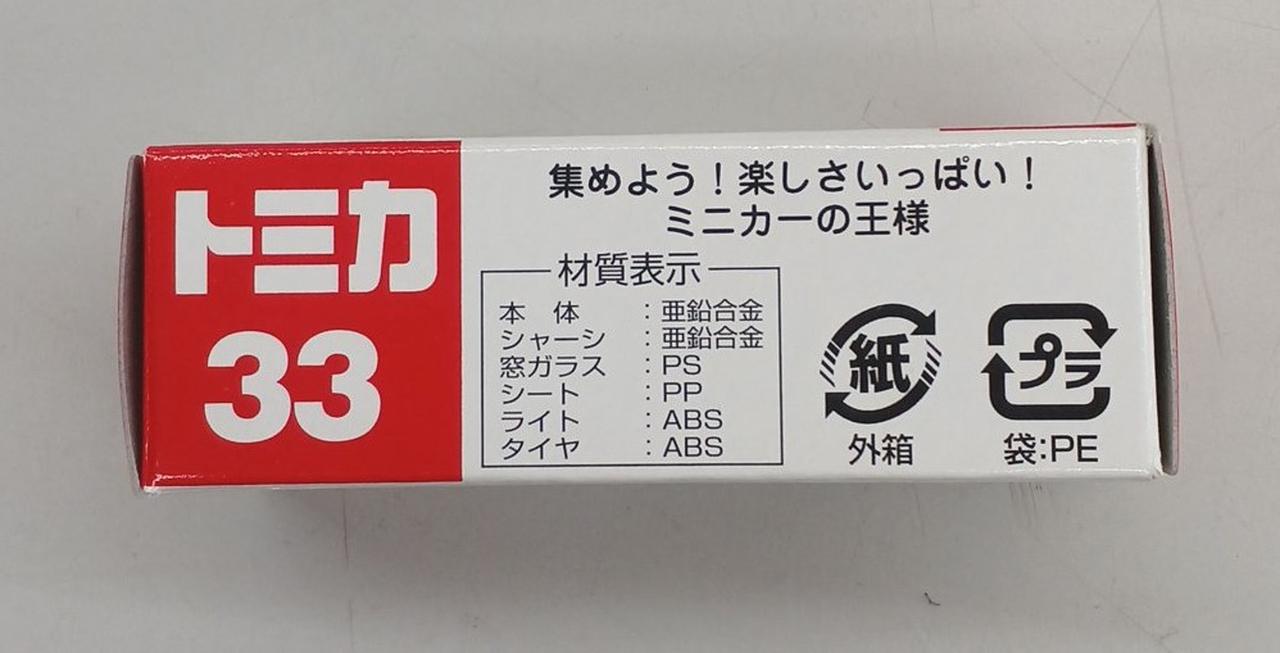 トミカ
33
集めよう！楽しさいっぱい！
ミニカーの王様
材質表示
本　体　：亜鉛合金
シャーシ　：亜鉛合金
窓ガラス　：PS
シート　：PP
ライト　：ABS
タイヤ　：ABS
紙
外箱
プラ
袋：PE